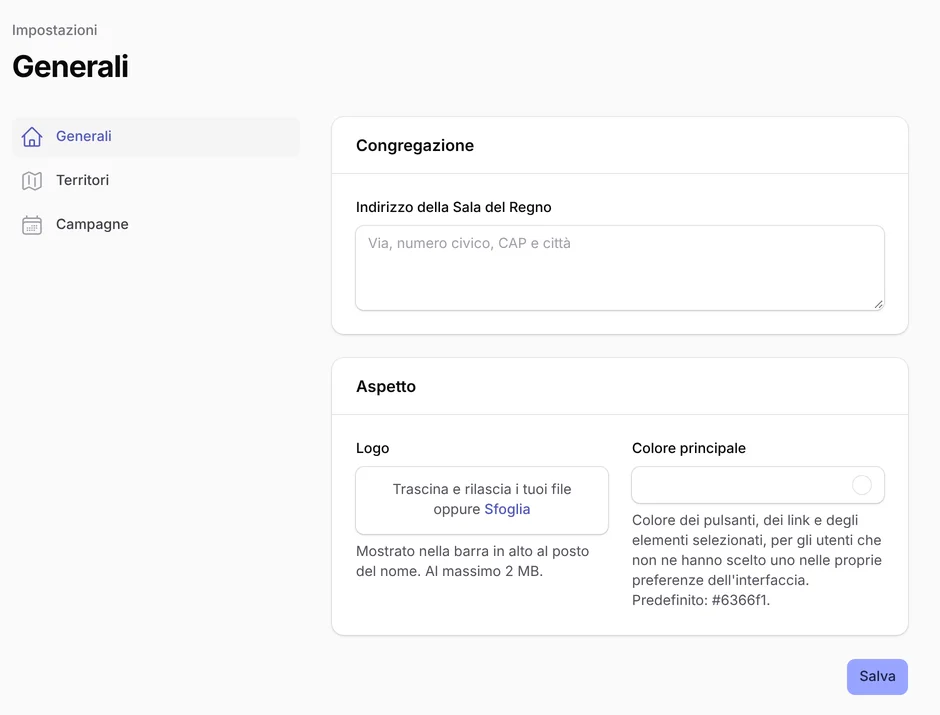 Impostazioni
Generali
Generali
Territori
Campagne
Congregazione
Indirizzo della Sala del Regno
Via, numero civico, CAP e città
Aspetto
Logo
Trascina e rilascia i tuoi file
oppure Sfoglia
Mostrato nella barra in alto al posto
del nome. Al massimo 2 MB.
Colore principale
Colore dei pulsanti, dei link e degli
elementi selezionati, per gli utenti che
non ne hanno scelto uno nelle proprie
preferenze dell'interfaccia.
Predefinito: #6366f1.
Salva